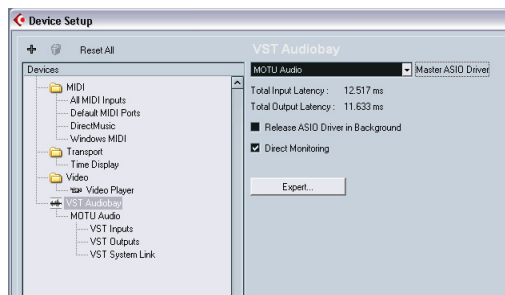 Device Setup
Reset All
Devices
MIDI
All MIDI Inputs
Default MIDI Ports
DirectMusic
Windows MIDI
Transport
Time Display
Video
Video Player
VST Audiobay
MOTU Audio
VST Inputs
VST Outputs
VST System Link
VST Audiobay
MOTU Audio Master ASIO Driver
Total Input Latency : 12.517 ms
Total Output Latency : 11.633 ms
Release ASIO Driver in Background
Direct Monitoring
Expert...